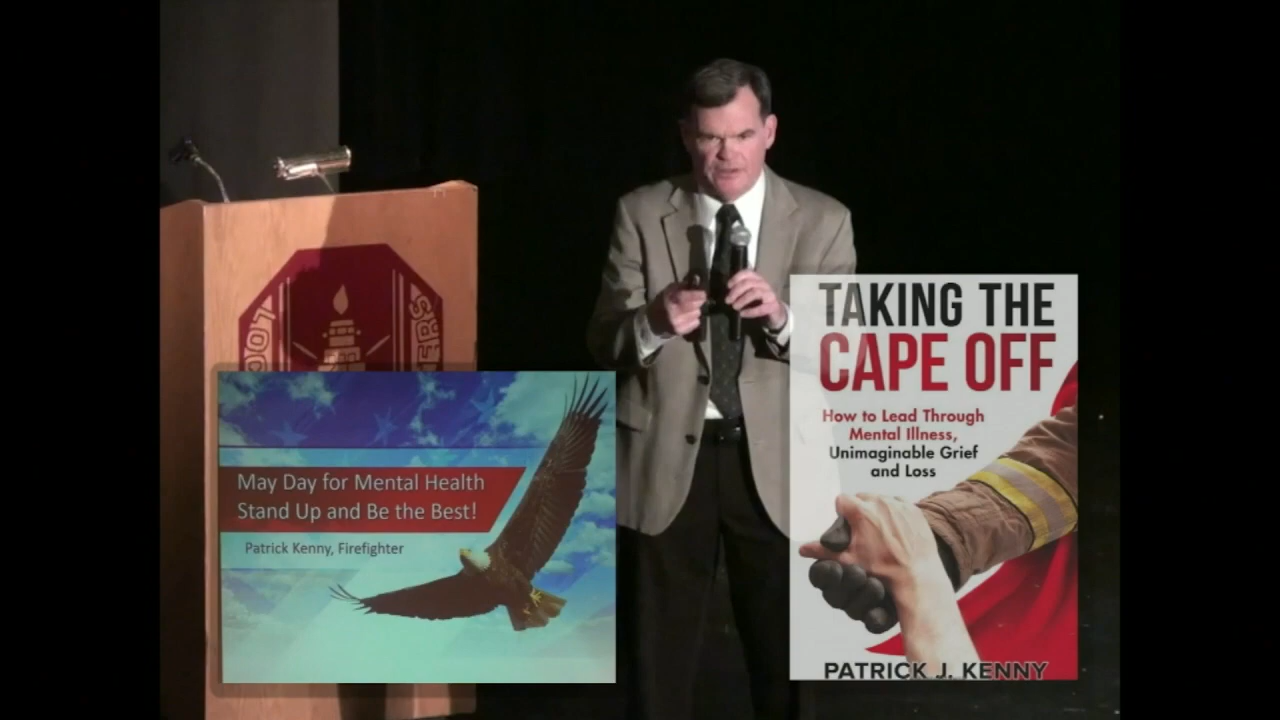 May Day for Mental Health
Stand Up and Be the Best!
Patrick Kenny, Firefighter
TAKING THE
CAPE OFF
How to Lead Through
Mental Illness,
Unimaginable Grief
and Loss
PATRICK J. KENNY